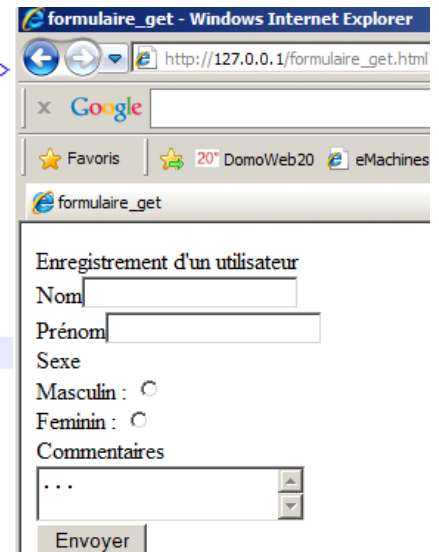 formulaire_get - Windows Internet Explorer
>
http://127.0.0.1/formulaire_get.html
x Google
Favoris 20° DomoWeb20 eMachines
formulaire_get
Enregistrement d'un utilisateur
Nom
Prénom
Sexe
Masculin :
Feminin :
Commentaires
...
Envoyer